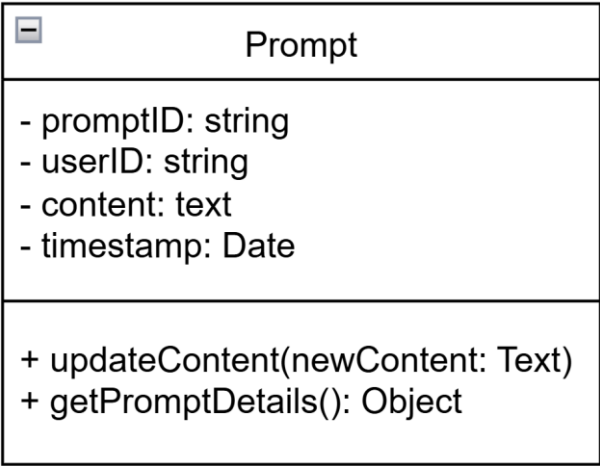 Prompt
- promptID: string
- userID: string
- content: text
- timestamp: Date
+ updateContent(newContent: Text)
+ getPromptDetails(): Object